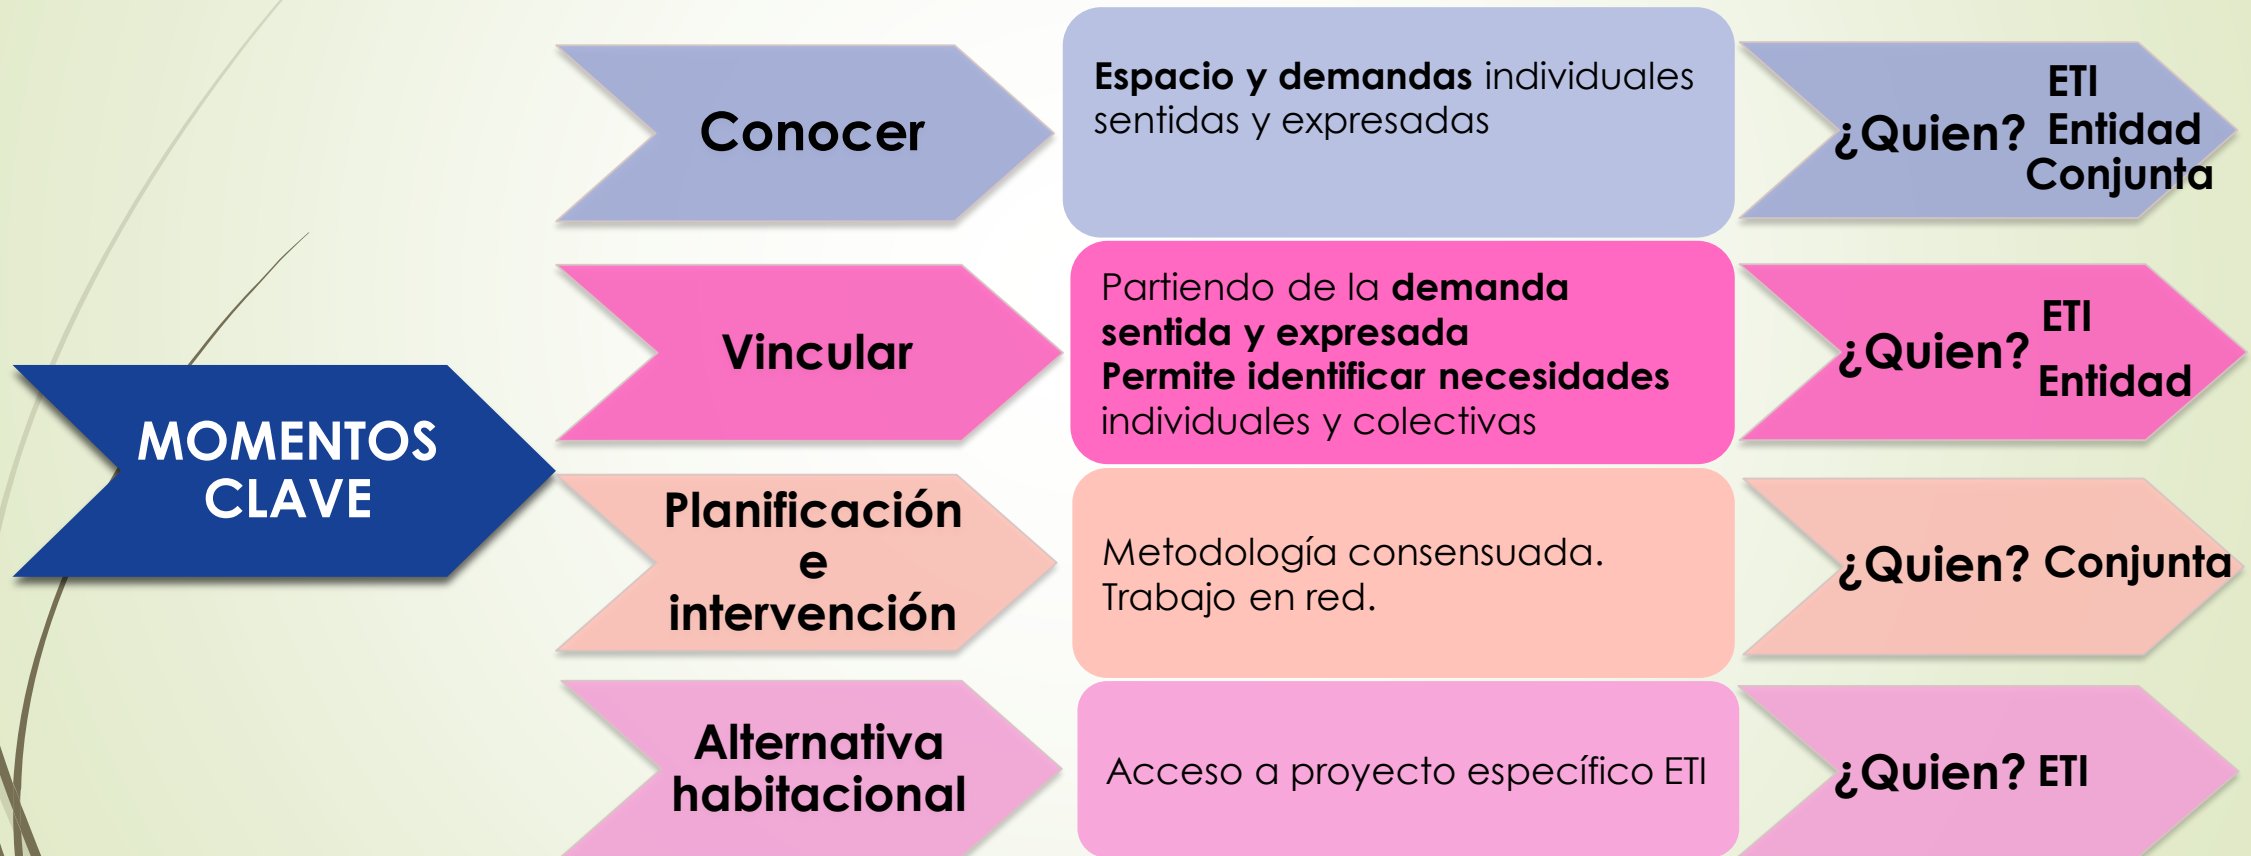 MOMENTOS
CLAVE
Conocer
Espacio y demandas individuales
sentidas y expresadas
¿Quien?
ETI
Entidad
Conjunta
Vincular
Partiendo de la demanda
sentida y expresada
Permite identificar necesidades
individuales y colectivas
¿Quien?
ETI
Entidad
Planificación
e
intervención
Metodología consensuada.
Trabajo en red.
¿Quien? Conjunta
Alternativa
habitacional
Acceso a proyecto específico ETI
¿Quien? ETI